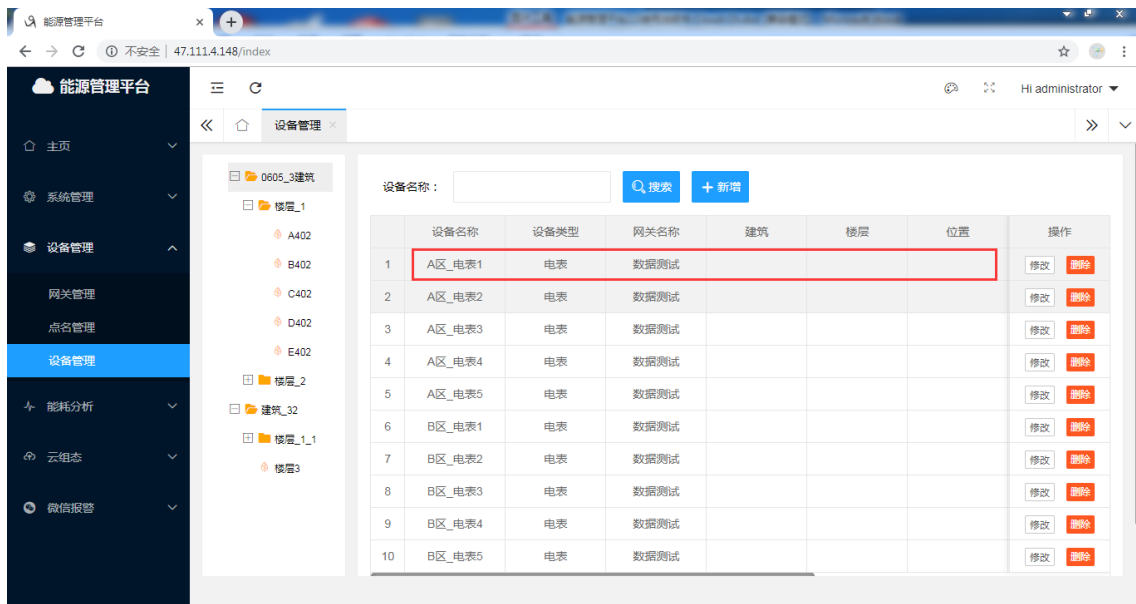 能源管理平台
不安全 | 47.111.4.148/index
能源管理平台
Hi administrator
设备管理
主页
系统管理
设备管理
网关管理
点名管理
设备管理
能耗分析
云组态
微信报警
0605_3建筑
楼层_1
A402
B402
C402
D402
E402
楼层_2
建筑_32
楼层_1_1
楼层3
设备名称： 搜索 新增
设备名称 设备类型 网关名称 建筑 楼层 位置 操作
1 A区_电表1 电表 数据测试 修改 删除
2 A区_电表2 电表 数据测试 修改 删除
3 A区_电表3 电表 数据测试 修改 删除
4 A区_电表4 电表 数据测试 修改 删除
5 A区_电表5 电表 数据测试 修改 删除
6 B区_电表1 电表 数据测试 修改 删除
7 B区_电表2 电表 数据测试 修改 删除
8 B区_电表3 电表 数据测试 修改 删除
9 B区_电表4 电表 数据测试 修改 删除
10 B区_电表5 电表 数据测试 修改 删除